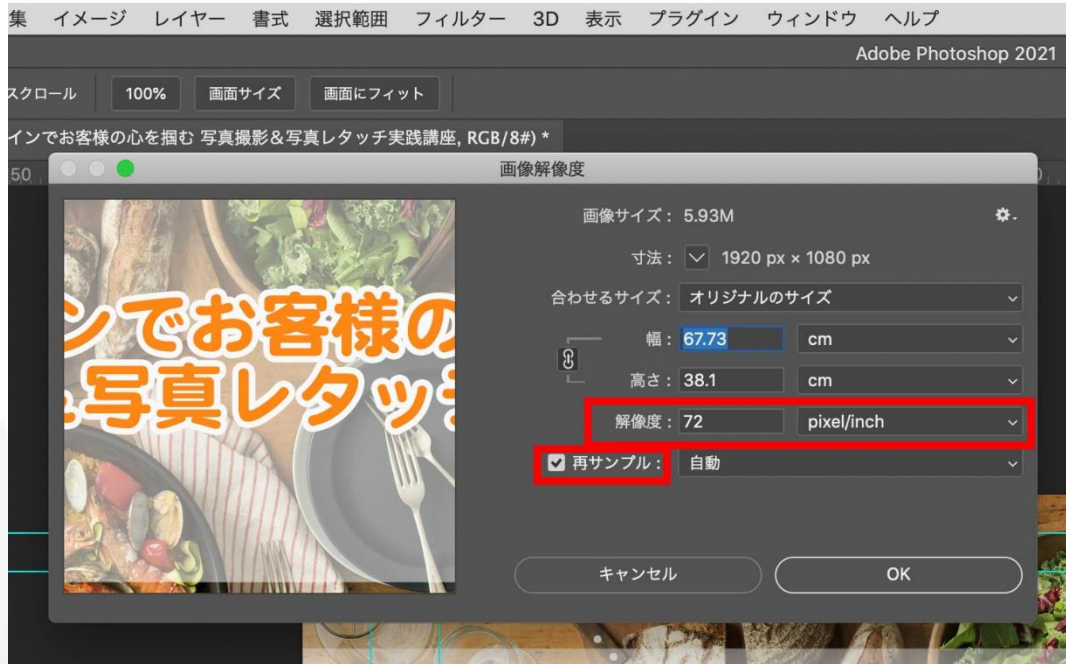 集 イメージ レイヤー 書式 選択範囲 フィルター 3D 表示 プラグイン ウィンドウ ヘルプ
Adobe Photoshop 2021
スクロール 100% 画面サイズ 画面にフィット
インでお客様の心を掴む 写真撮影&写真レタッチ実践講座, RGB/8#) *
50
画像解像度
画像サイズ : 5.93M
寸法 : 1920 px × 1080 px
合わせるサイズ : オリジナルのサイズ
幅 : 67.73 cm
高さ : 38.1 cm
解像度 : 72 pixel/inch
再サンプル : 自動
キャンセル OK
ンでお客様の
写真レタッチ